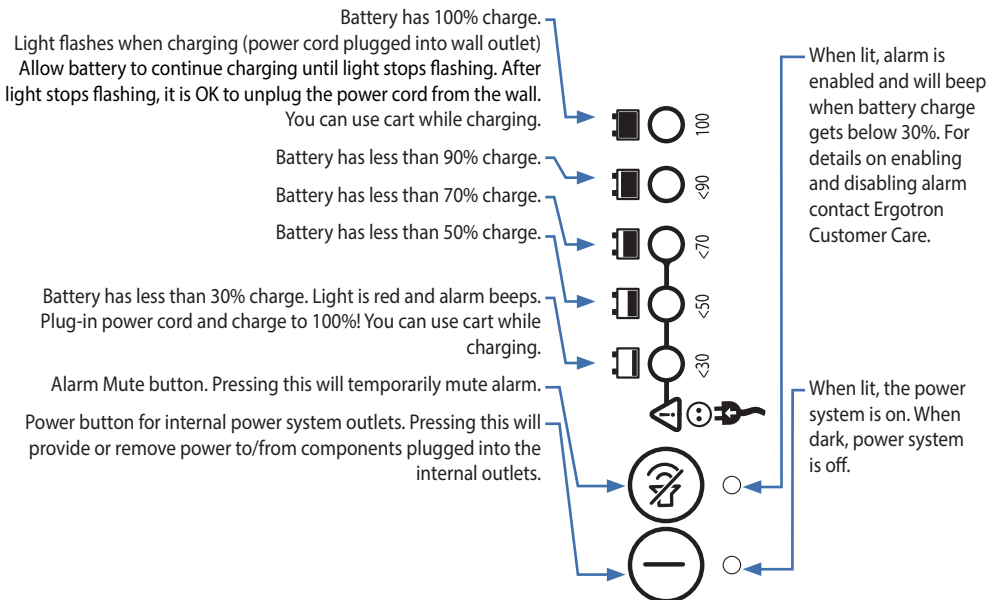 Battery has 100% charge.
Light flashes when charging (power cord plugged into wall outlet)
Allow battery to continue charging until light stops flashing. After
light stops flashing, it is OK to unplug the power cord from the wall.
You can use cart while charging.
Battery has less than 90% charge.
Battery has less than 70% charge.
Battery has less than 50% charge.
Battery has less than 30% charge. Light is red and alarm beeps.
Plug-in power cord and charge to 100%! You can use cart while
charging.
Alarm Mute button. Pressing this will temporarily mute alarm.
Power button for internal power system outlets. Pressing this will
provide or remove power to/from components plugged into the
internal outlets.
100
<90
<70
<50
<30
When lit, alarm is
enabled and will beep
when battery charge
gets below 30%. For
details on enabling
and disabling alarm
contact Ergotron
Customer Care.
When lit, the power
system is on. When
dark, power system
is off.